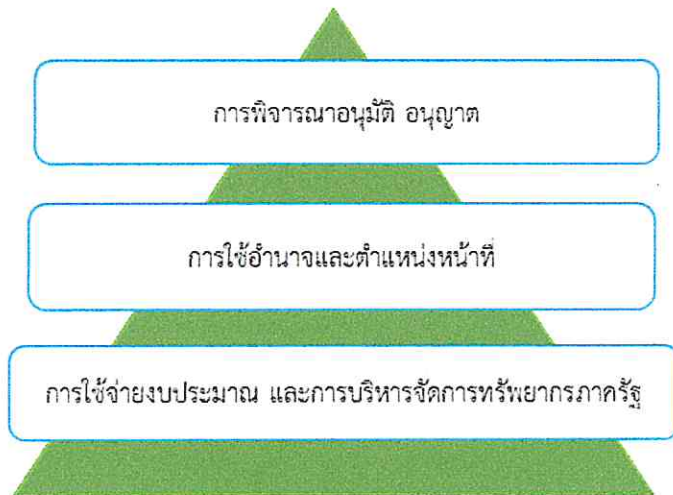 การพิจารณาอนุมัติ อนุญาต
การใช้อำนาจและตำแหน่งหน้าที่
การใช้จ่ายงบประมาณ และการบริหารจัดการทรัพยากรภาครัฐ